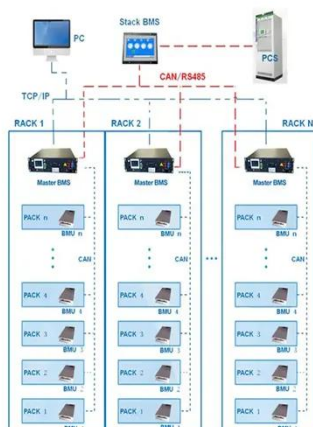 Stack BMS
PC
PCS
CAN/RS485
TCP/IP
RACK 1
RACK 2
RACK N
Master BMS
Master BMS
Master BMS
PACK n
BMU n
PACK n
BMU n
PACK n
BMU n
CAN
CAN
CAN
PACK 4
BMU 4
PACK 4
BMU 4
PACK 4
BMU 4
PACK 3
BMU 3
PACK 3
BMU 3
PACK 3
BMU 3
PACK 2
BMU 2
PACK 2
BMU 2
PACK 2
BMU 2
PACK 1
PACK 1
PACK 1